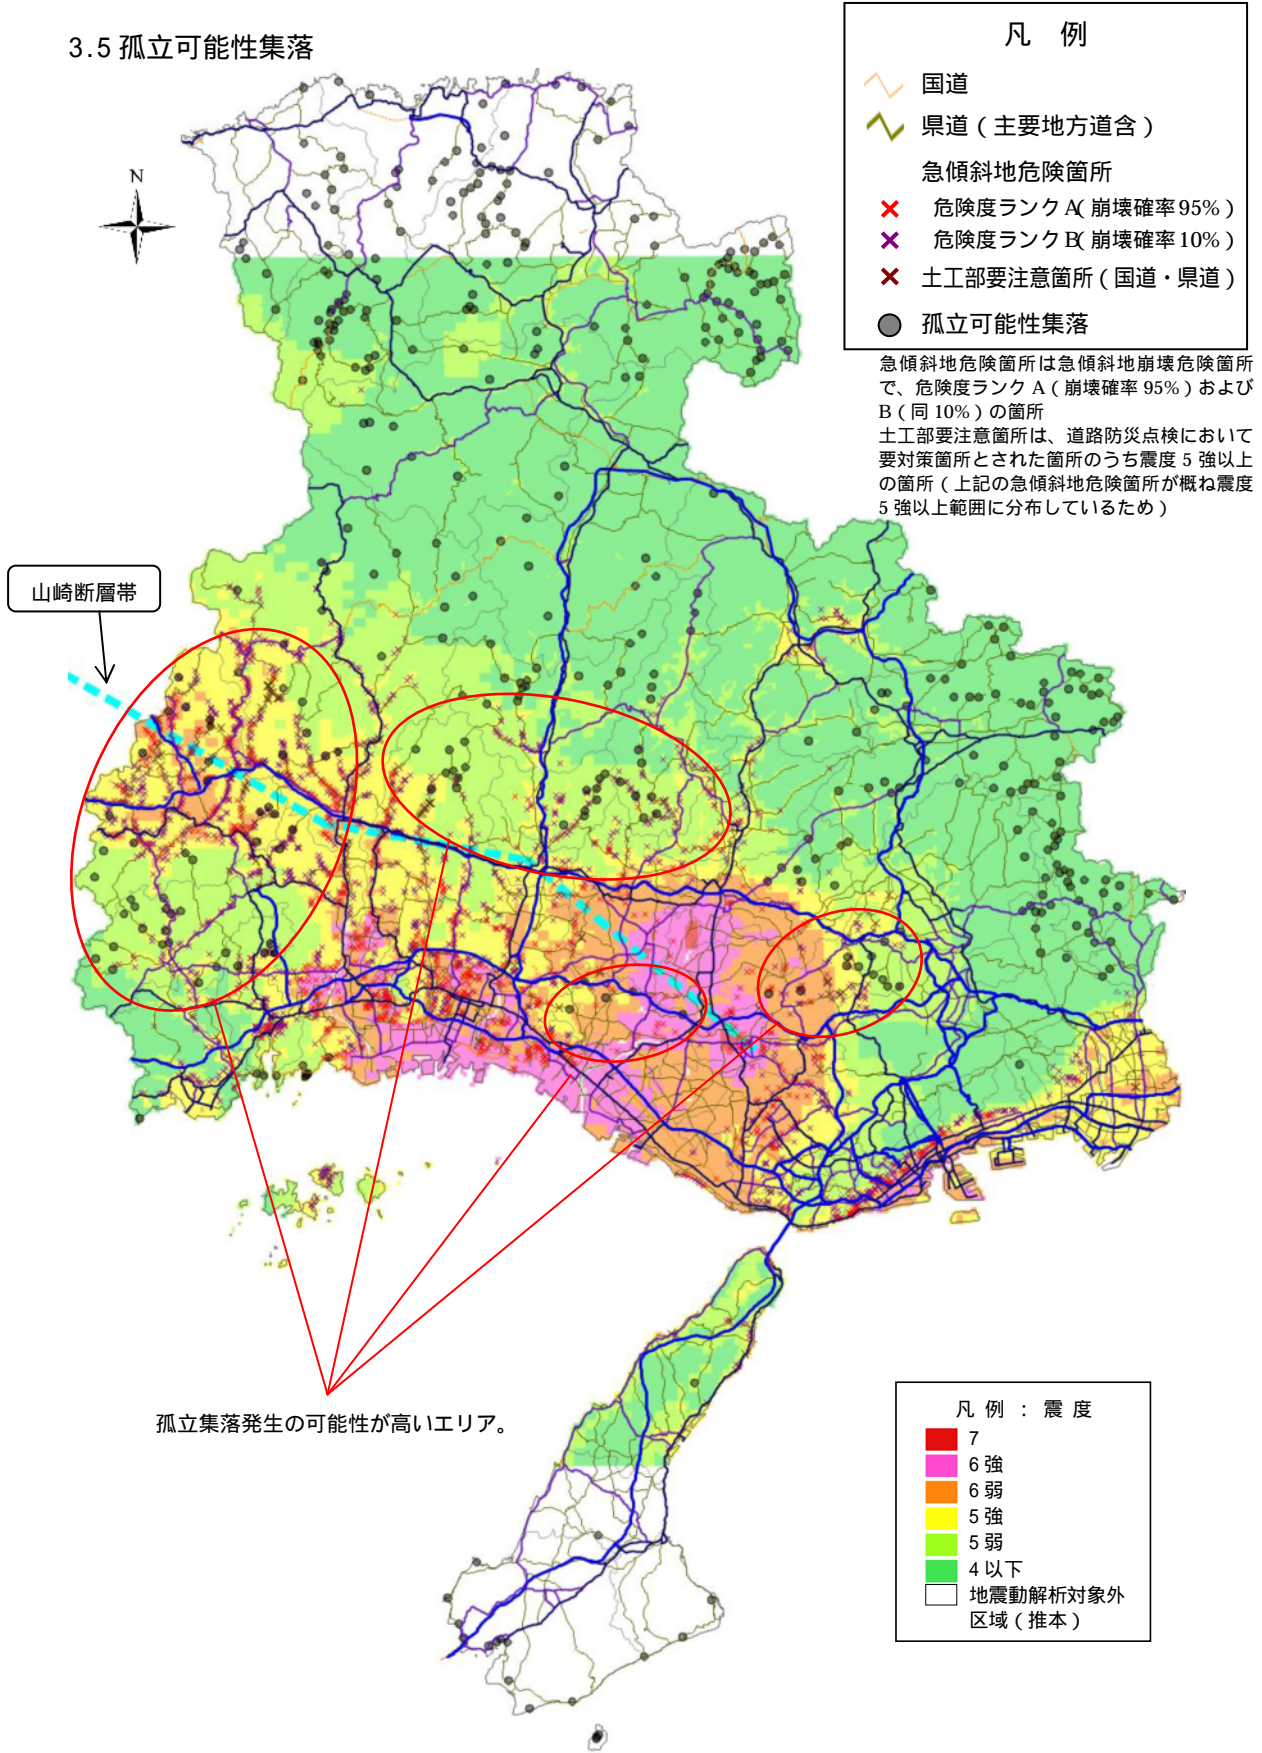 3.5 孤立可能性集落
凡 例
国道
県道（主要地方道含）
急傾斜地危険箇所
危険度ランク A（崩壊確率 95%）
危険度ランク B（崩壊確率 10%）
土工部要注意箇所（国道・県道）
孤立可能性集落
急傾斜地危険箇所は急傾斜地崩壊危険箇所
で、危険度ランク A（崩壊確率 95%）および
B（同 10%）の箇所
土工部要注意箇所は、道路防災点検において
要対策箇所とされた箇所のうち震度 5 強以上
の箇所（上記の急傾斜地危険箇所が概ね震度
5 強以上範囲に分布しているため）
N
山崎断層帯
孤立集落発生の可能性が高いエリア。
凡 例 ： 震 度
7
6 強
6 弱
5 強
5 弱
4 以下
地震動解析対象外
区域（推本）